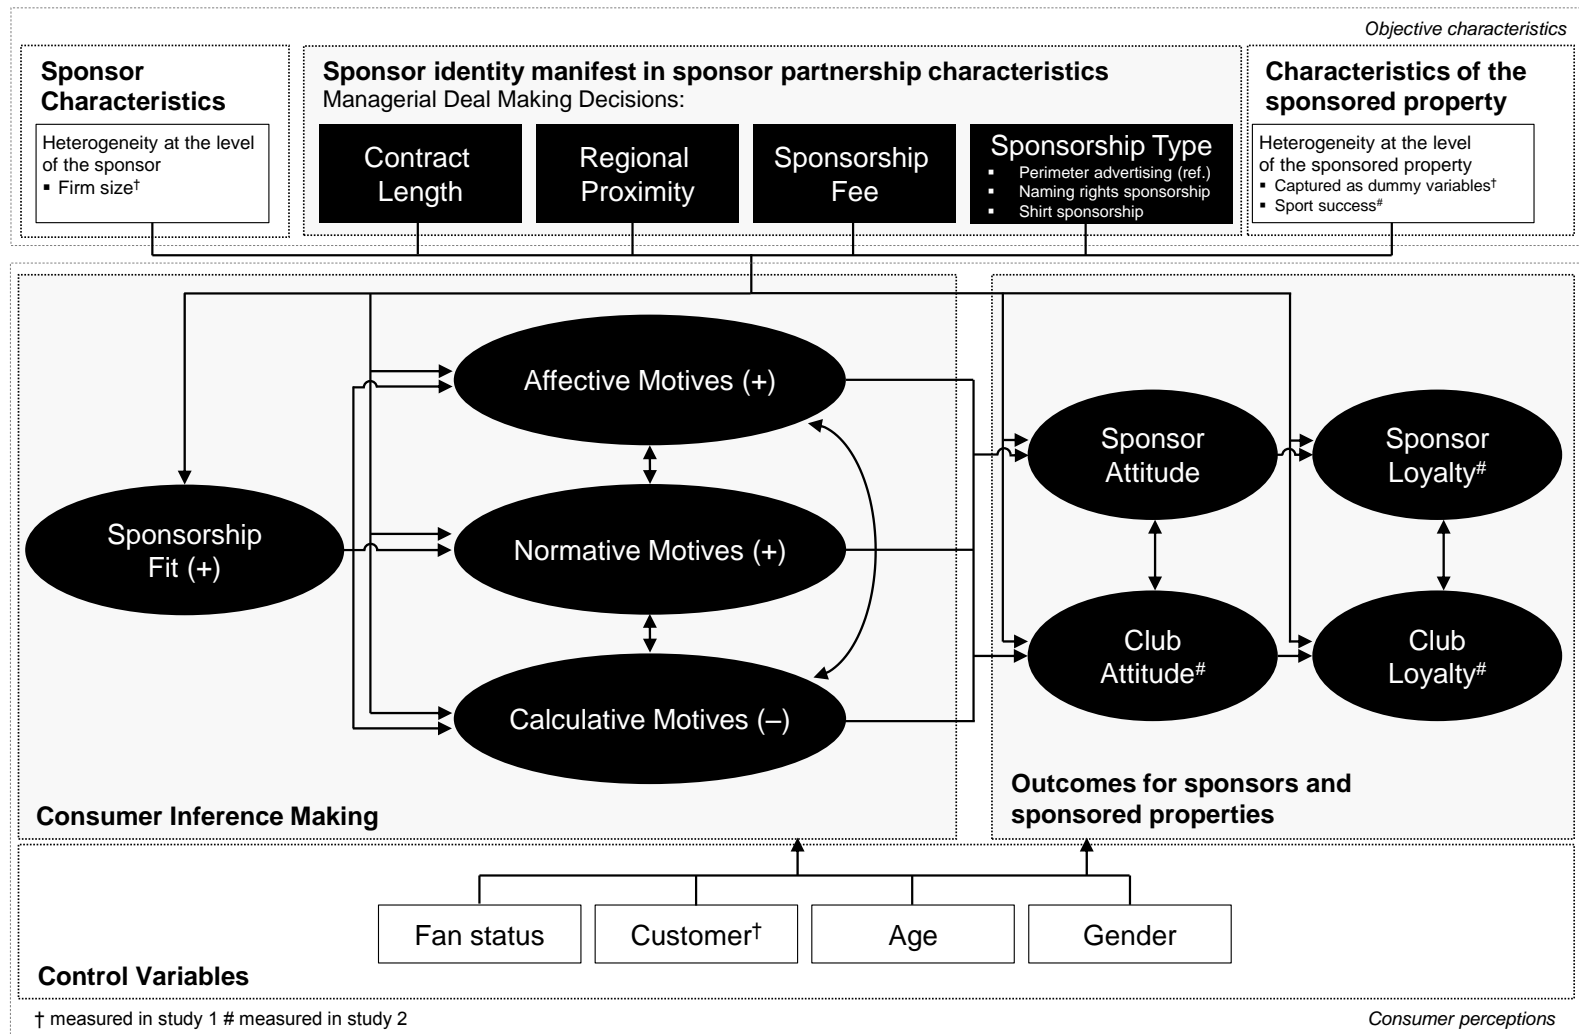 Objective characteristics
Sponsor
Characteristics
Heterogeneity at the level
of the sponsor
▪ Firm size†
Sponsor identity manifest in sponsor partnership characteristics
Managerial Deal Making Decisions:
Contract
Length
Regional
Proximity
Sponsorship
Fee
Sponsorship Type
▪ Perimeter advertising (ref.)
▪ Naming rights sponsorship
▪ Shirt sponsorship
Characteristics of the
sponsored property
Heterogeneity at the level
of the sponsored property
▪ Captured as dummy variables†
▪ Sport success#
Sponsorship
Fit (+)
Affective Motives (+)
Normative Motives (+)
Calculative Motives (–)
Consumer Inference Making
Sponsor
Attitude
Sponsor
Loyalty#
Club
Attitude#
Club
Loyalty#
Outcomes for sponsors and
sponsored properties
Fan status
Customer†
Age
Gender
Control Variables
† measured in study 1 # measured in study 2
Consumer perceptions